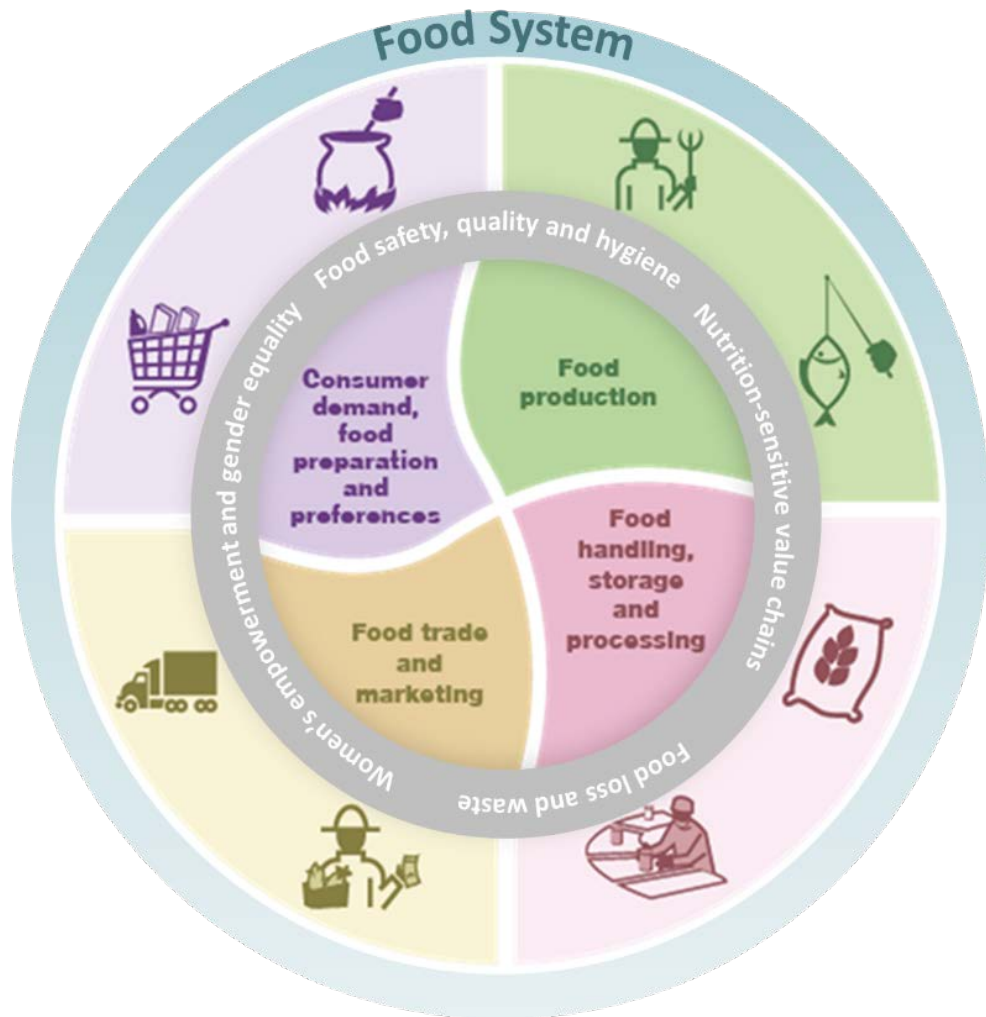 Food System
Food safety, quality and hygiene
Nutrition-sensitive value chains
Food loss and waste
Women's empowerment and gender equality
Consumer
demand,
food
preparation
and
preferences
Food
production
Food
handling,
storage
and
processing
Food trade
and
marketing